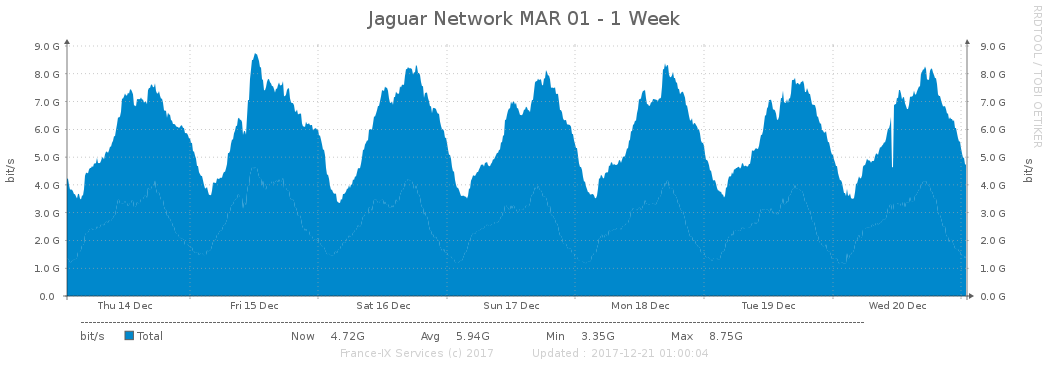 Jaguar Network MAR 01 - 1 Week
RRDTOOL / TOBI OETIKER
bit/s
9.0 G 9.0 G
8.0 G 8.0 G
7.0 G 7.0 G
6.0 G 6.0 G
5.0 G 5.0 G
4.0 G 4.0 G
3.0 G 3.0 G
2.0 G 2.0 G
1.0 G 1.0 G
0.0 0.0 G
bit/s
Thu 14 Dec Fri 15 Dec Sat 16 Dec Sun 17 Dec Mon 18 Dec Tue 19 Dec Wed 20 Dec
bit/s Total Now 4.72G Avg 5.94G Min 3.35G Max 8.75G
France-IX Services (c) 2017 Updated : 2017-12-21 01:00:04